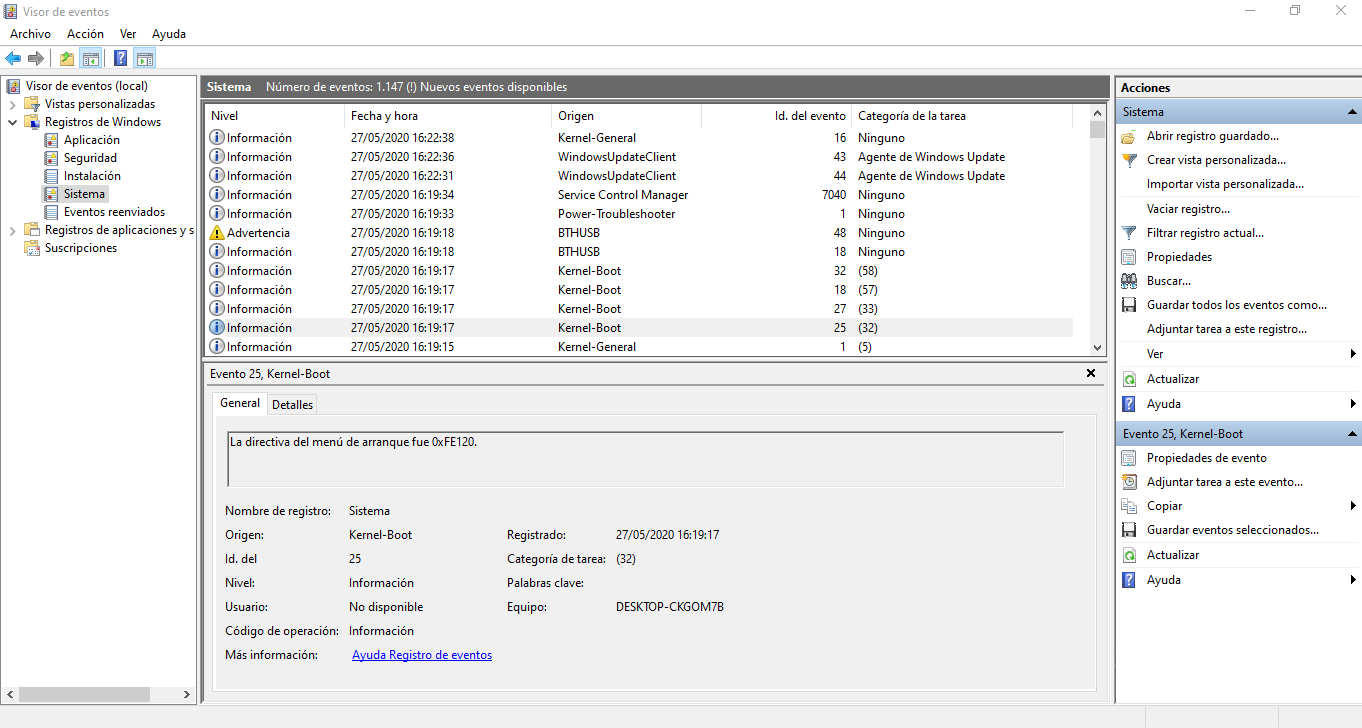 Visor de eventos
Archivo Acción Ver Ayuda
Visor de eventos (local)
Vistas personalizadas
Registros de Windows
Aplicación
Seguridad
Instalación
Sistema
Eventos reenviados
Registros de aplicaciones y s
Suscripciones
Sistema Número de eventos: 1.147 (!) Nuevos eventos disponibles
Nivel Fecha y hora Origen Id. del evento Categoría de la tarea
Información 27/05/2020 16:22:38 Kernel-General 16 Ninguno
Información 27/05/2020 16:22:36 WindowsUpdateClient 43 Agente de Windows Update
Información 27/05/2020 16:22:31 WindowsUpdateClient 44 Agente de Windows Update
Información 27/05/2020 16:19:34 Service Control Manager 7040 Ninguno
Información 27/05/2020 16:19:33 Power-Troubleshooter 1 Ninguno
Advertencia 27/05/2020 16:19:18 BTHUSB 48 Ninguno
Información 27/05/2020 16:19:18 BTHUSB 18 Ninguno
Información 27/05/2020 16:19:17 Kernel-Boot 32 (58)
Información 27/05/2020 16:19:17 Kernel-Boot 18 (57)
Información 27/05/2020 16:19:17 Kernel-Boot 27 (33)
Información 27/05/2020 16:19:17 Kernel-Boot 25 (32)
Información 27/05/2020 16:19:15 Kernel-General 1 (5)
Evento 25, Kernel-Boot
General Detalles
La directiva del menú de arranque fue 0xFE120.
Nombre de registro: Sistema
Origen: Kernel-Boot Registrado: 27/05/2020 16:19:17
Id. del 25 Categoría de tarea: (32)
Nivel: Información Palabras clave:
Usuario: No disponible Equipo: DESKTOP-CKGOM7B
Código de operación: Información
Más información: Ayuda Registro de eventos
Acciones
Sistema
Abrir registro guardado...
Crear vista personalizada...
Importar vista personalizada...
Vaciar registro...
Filtrar registro actual...
Propiedades
Buscar...
Guardar todos los eventos como...
Adjuntar tarea a este registro...
Ver
Actualizar
Ayuda
Evento 25, Kernel-Boot
Propiedades de evento
Adjuntar tarea a este evento...
Copiar
Guardar eventos seleccionados...
Actualizar
Ayuda